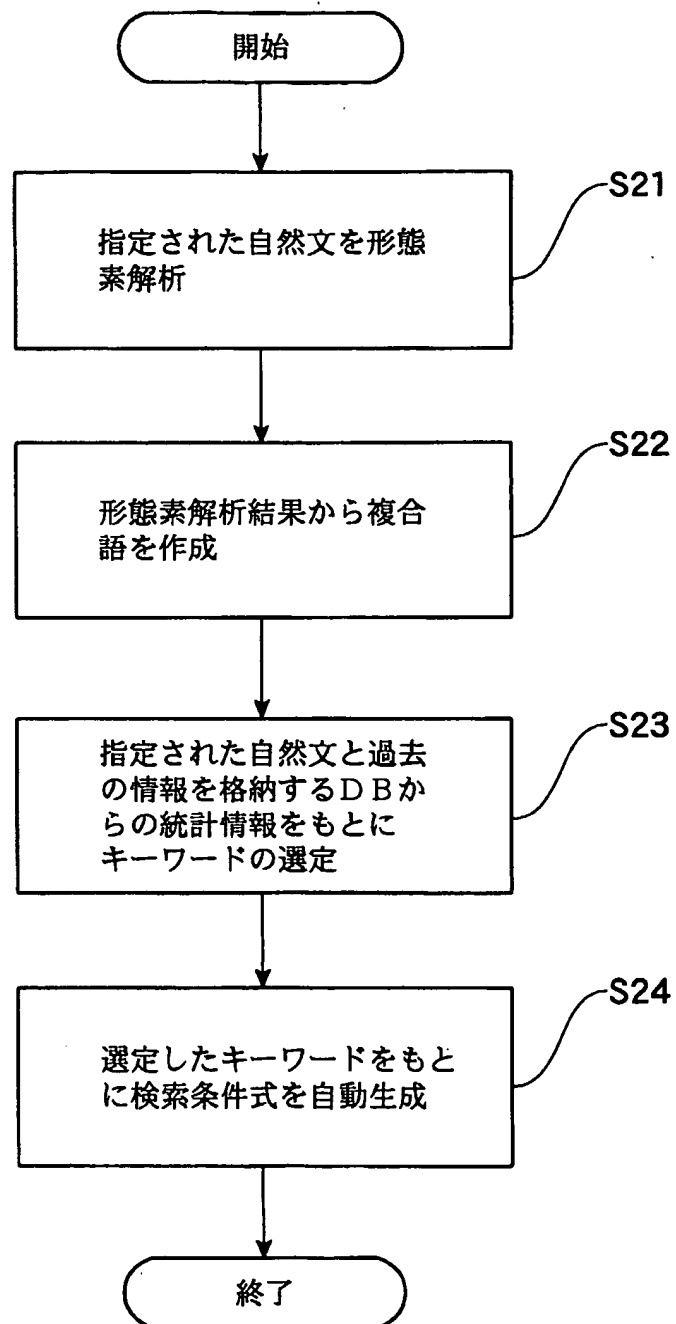 開始
S21
指定された自然文を形態
素解析
S22
形態素解析結果から複合
語を作成
S23
指定された自然文と過去
の情報を格納するＤＢか
らの統計情報をもとに
キーワードの選定
S24
選定したキーワードをもと
に検索条件式を自動生成
終了